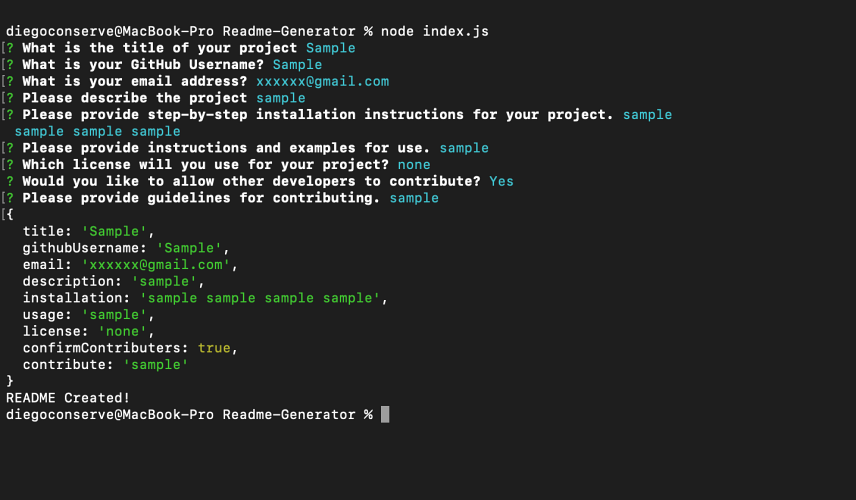 diegoconserve@MacBook-Pro Readme-Generator % node index.js
[? What is the title of your project Sample
[? What is your GitHub Username? Sample
[? What is your email address? xxxxxx@gmail.com
[? Please describe the project sample
[? Please provide step-by-step installation instructions for your project. sample
sample sample sample
[? Please provide instructions and examples for use. sample
[? Which license will you use for your project? none
? Would you like to allow other developers to contribute? Yes
[? Please provide guidelines for contributing. sample
[{
  title: 'Sample',
  githubUsername: 'Sample',
  email: 'xxxxxx@gmail.com',
  description: 'sample',
  installation: 'sample sample sample sample',
  usage: 'sample',
  license: 'none',
  confirmContributers: true,
  contribute: 'sample'
}
README Created!
diegoconserve@MacBook-Pro Readme-Generator %